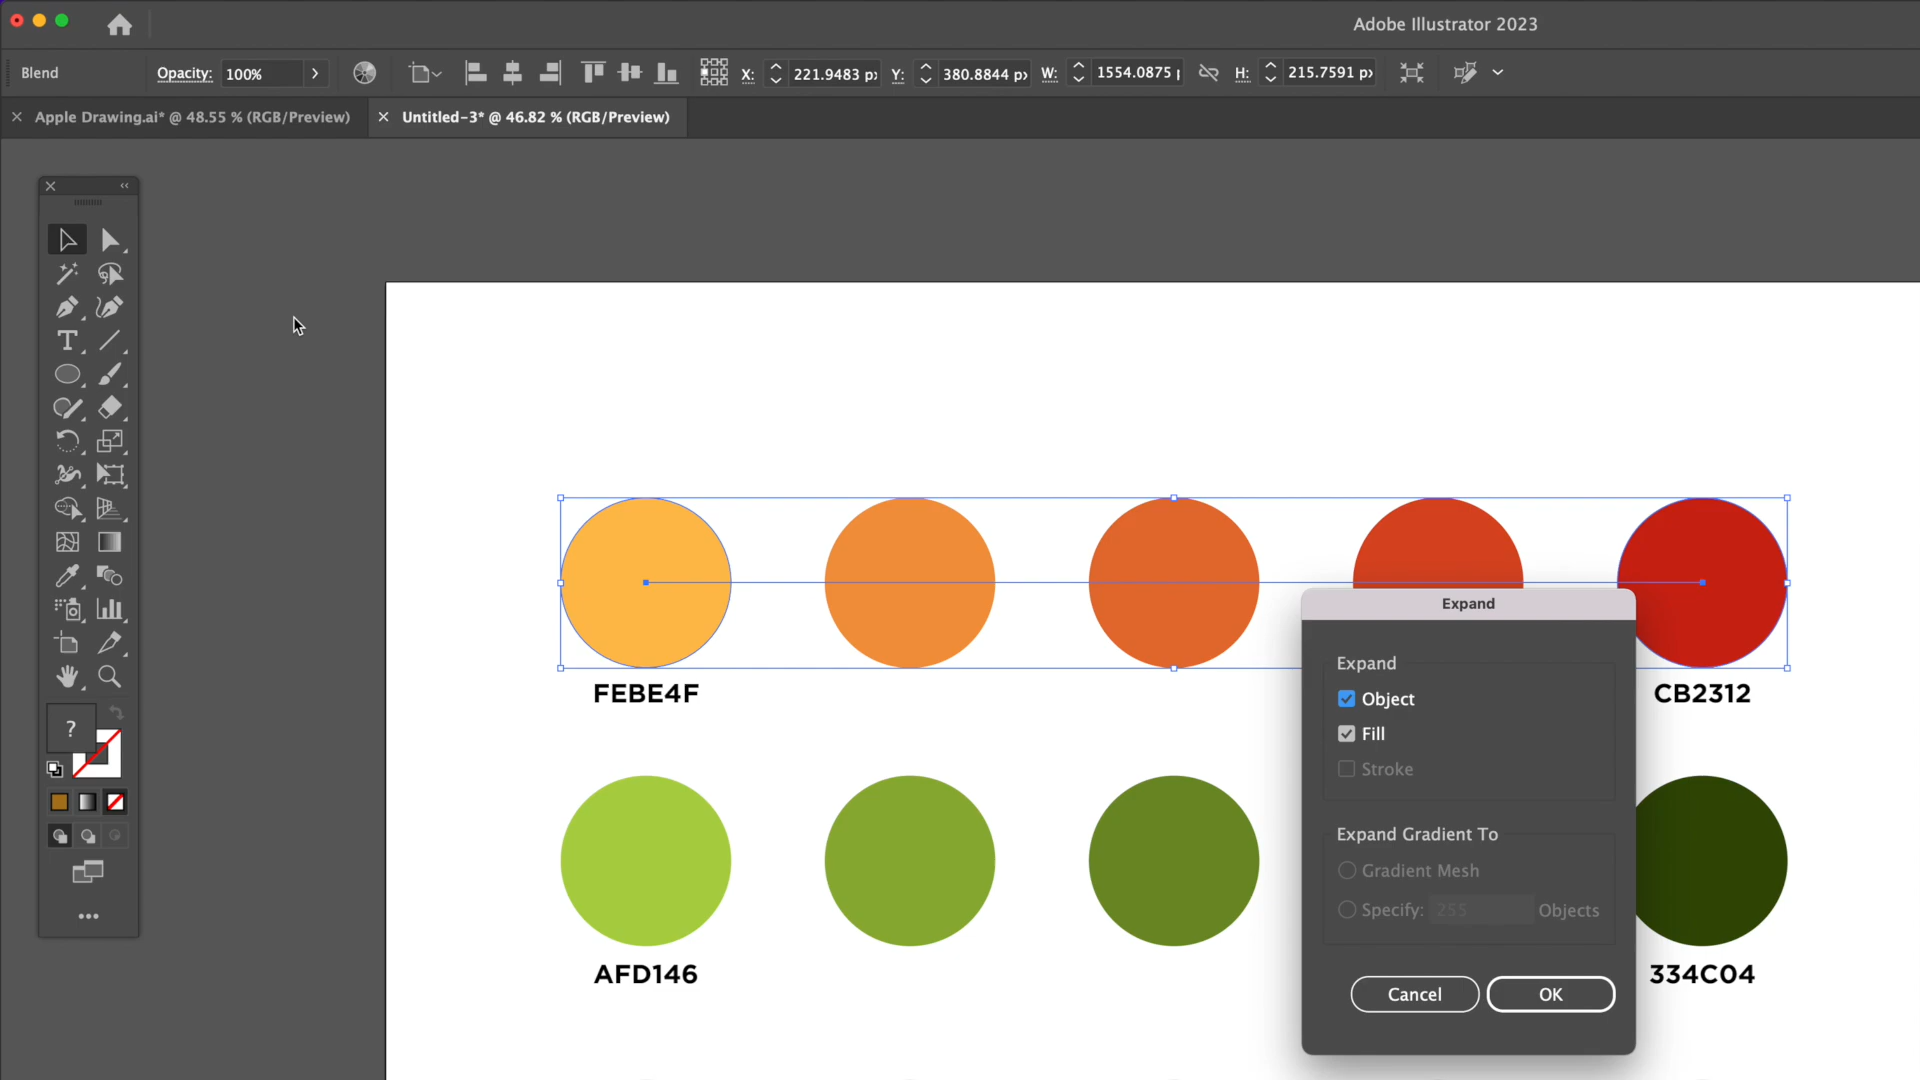 Adobe Illustrator 2023
Blend
Opacity: 100%
X: 221.9483 p
Y: 380.8844 p
W: 1554.0875
H: 215.7591 p
Apple Drawing.ai* @ 48.55 % (RGB/Preview)
Untitled-3* @ 46.82 % (RGB/Preview)
?
FEBE4F
CB2312
AFD146
334C04
Expand
Expand
Object
Fill
Stroke
Expand Gradient To
Gradient Mesh
Specify: 255 Objects
Cancel
OK